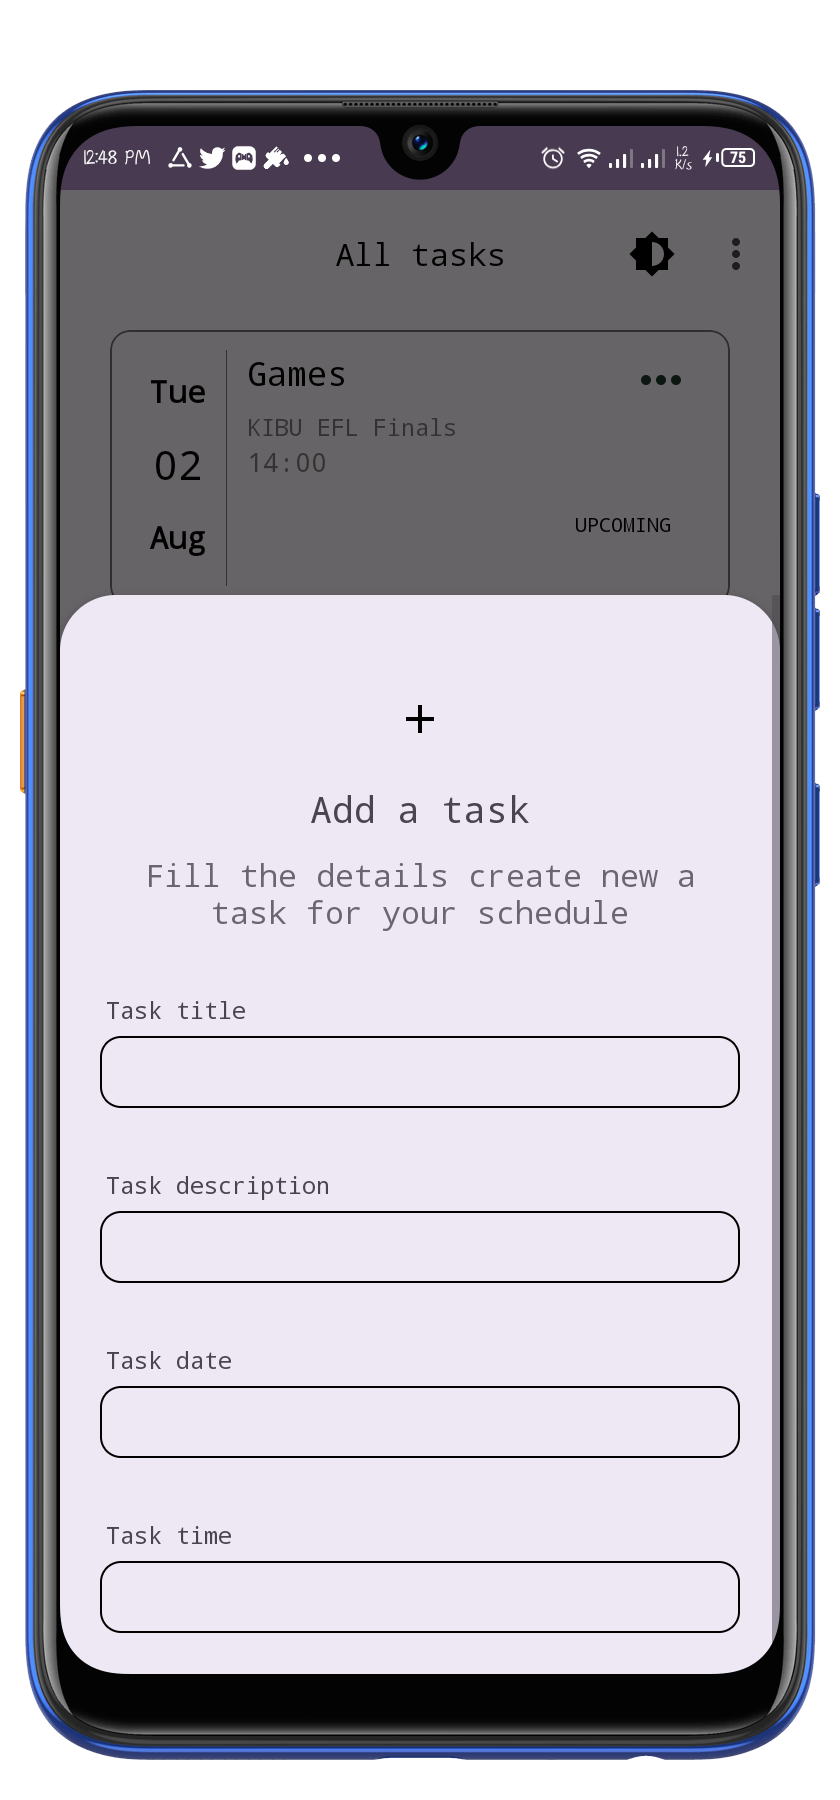 12:48 PM
1.2
K/s
75
All tasks
Tue
02
Aug
Games
KIBU EFL Finals
14:00
UPCOMING
Add a task
Fill the details create new a
task for your schedule
Task title
Task description
Task date
Task time